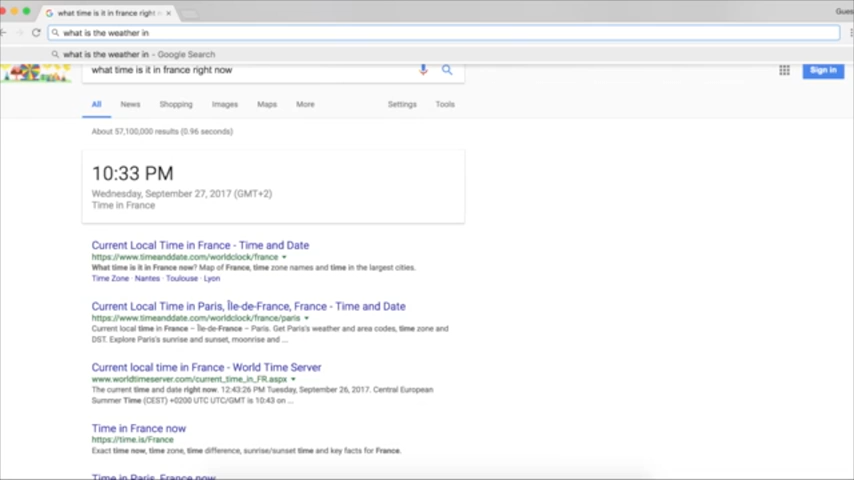 what time is it in france right n
Gues
what is the weather in
what is the weather in - Google Search
what time is it in france right now
Sign in
All News Shopping Images Maps More Settings Tools
About 57,100,000 results (0.96 seconds)
10:33 PM
Wednesday, September 27, 2017 (GMT+2)
Time in France
Current Local Time in France - Time and Date
https://www.timeanddate.com/worldclock/france
What time is it in France now? Map of France, time zone names and time in the largest cities.
Time Zone · Nantes · Toulouse · Lyon
Current Local Time in Paris, Île-de-France, France - Time and Date
https://www.timeanddate.com/worldclock/france/paris
Current local time in France – Île-de-France – Paris. Get Paris's weather and area codes, time zone and
DST. Explore Paris's sunrise and sunset, moonrise and ...
Current local time in France - World Time Server
www.worldtimeserver.com/current_time_in_FR.aspx
The current time and date right now. 12:43:26 PM Tuesday, September 26, 2017. Central European
Summer Time (CEST) +0200 UTC UTC/GMT is 10:43 on ...
Time in France now
https://time.is/France
Exact time now, time zone, time difference, sunrise/sunset time and key facts for France.
Time in Paris, France now